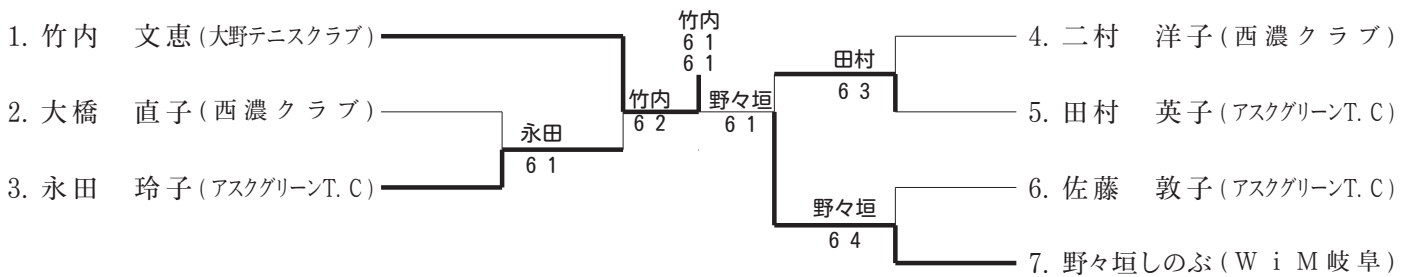 1. 竹内　文恵(大野テニスクラブ)
2. 大橋　直子(西濃クラブ)
3. 永田　玲子(アスクグリーンT.C)
永田
6 1
竹内
6 2
竹内
6 1
6 1
野々垣
6 1
田村
6 3
野々垣
6 4
4. 二村　洋子(西濃クラブ)
5. 田村　英子(アスクグリーンT.C)
6. 佐藤　敦子(アスクグリーンT.C)
7. 野々垣しのぶ(WiM岐阜)